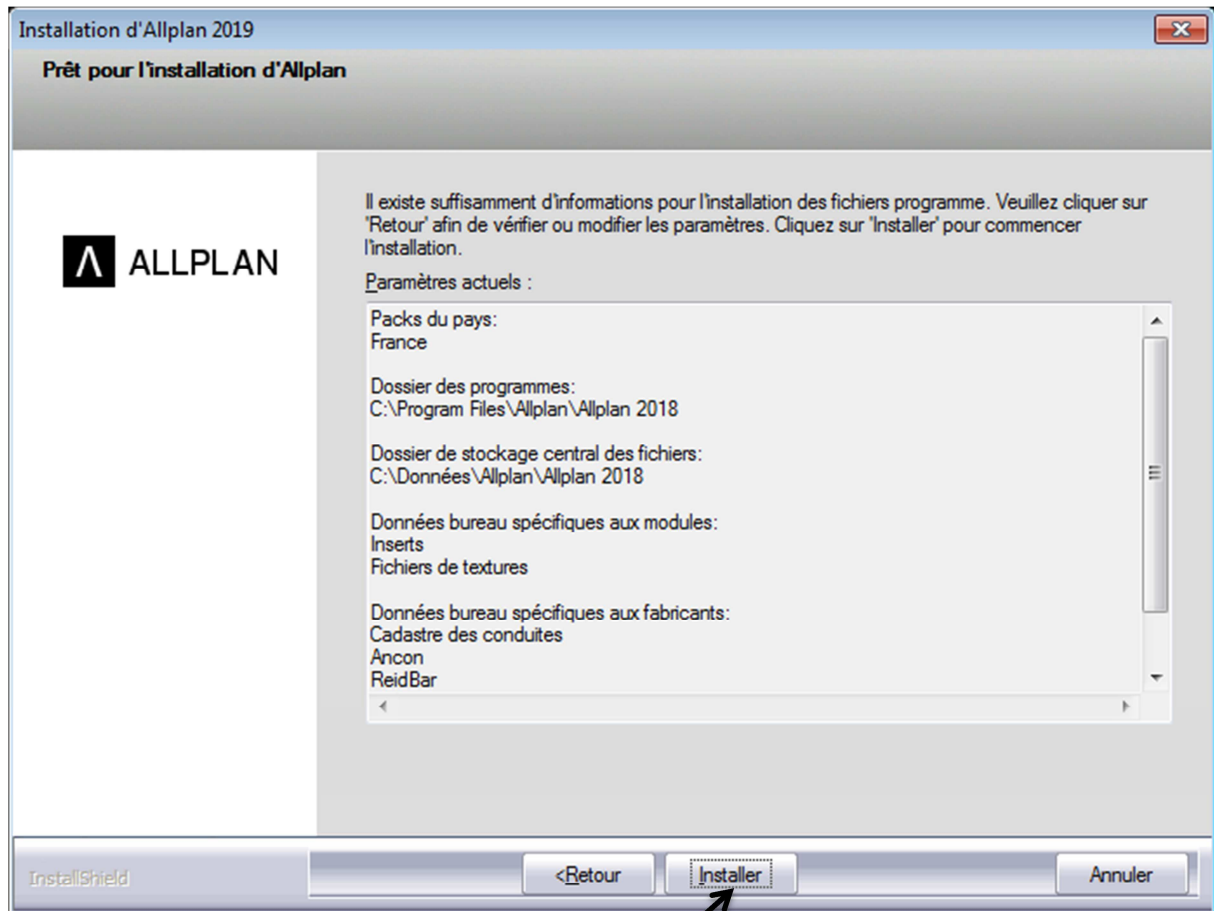 Installation d'Allplan 2019
Prêt pour l'installation d'Allplan
Il existe suffisamment d'informations pour l'installation des fichiers programme. Veuillez cliquer sur
'Retour' afin de vérifier ou modifier les paramètres. Cliquez sur 'Installer' pour commencer
l'installation.
ALLPLAN
Paramètres actuels :
Packs du pays:
France
Dossier des programmes:
C:\Program Files\Allplan\Allplan 2018
Dossier de stockage central des fichiers:
C:\Données\Allplan\Allplan 2018
Données bureau spécifiques aux modules:
Inserts
Fichiers de textures
Données bureau spécifiques aux fabricants:
Cadastre des conduites
Ancon
ReidBar
InstallShield
<Retour
Installer
Annuler